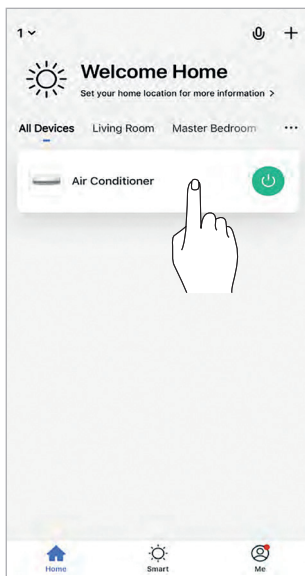 1
Welcome Home
Set your home location for more information >
All Devices Living Room Master Bedroom ...
Air Conditioner
Home Smart Me